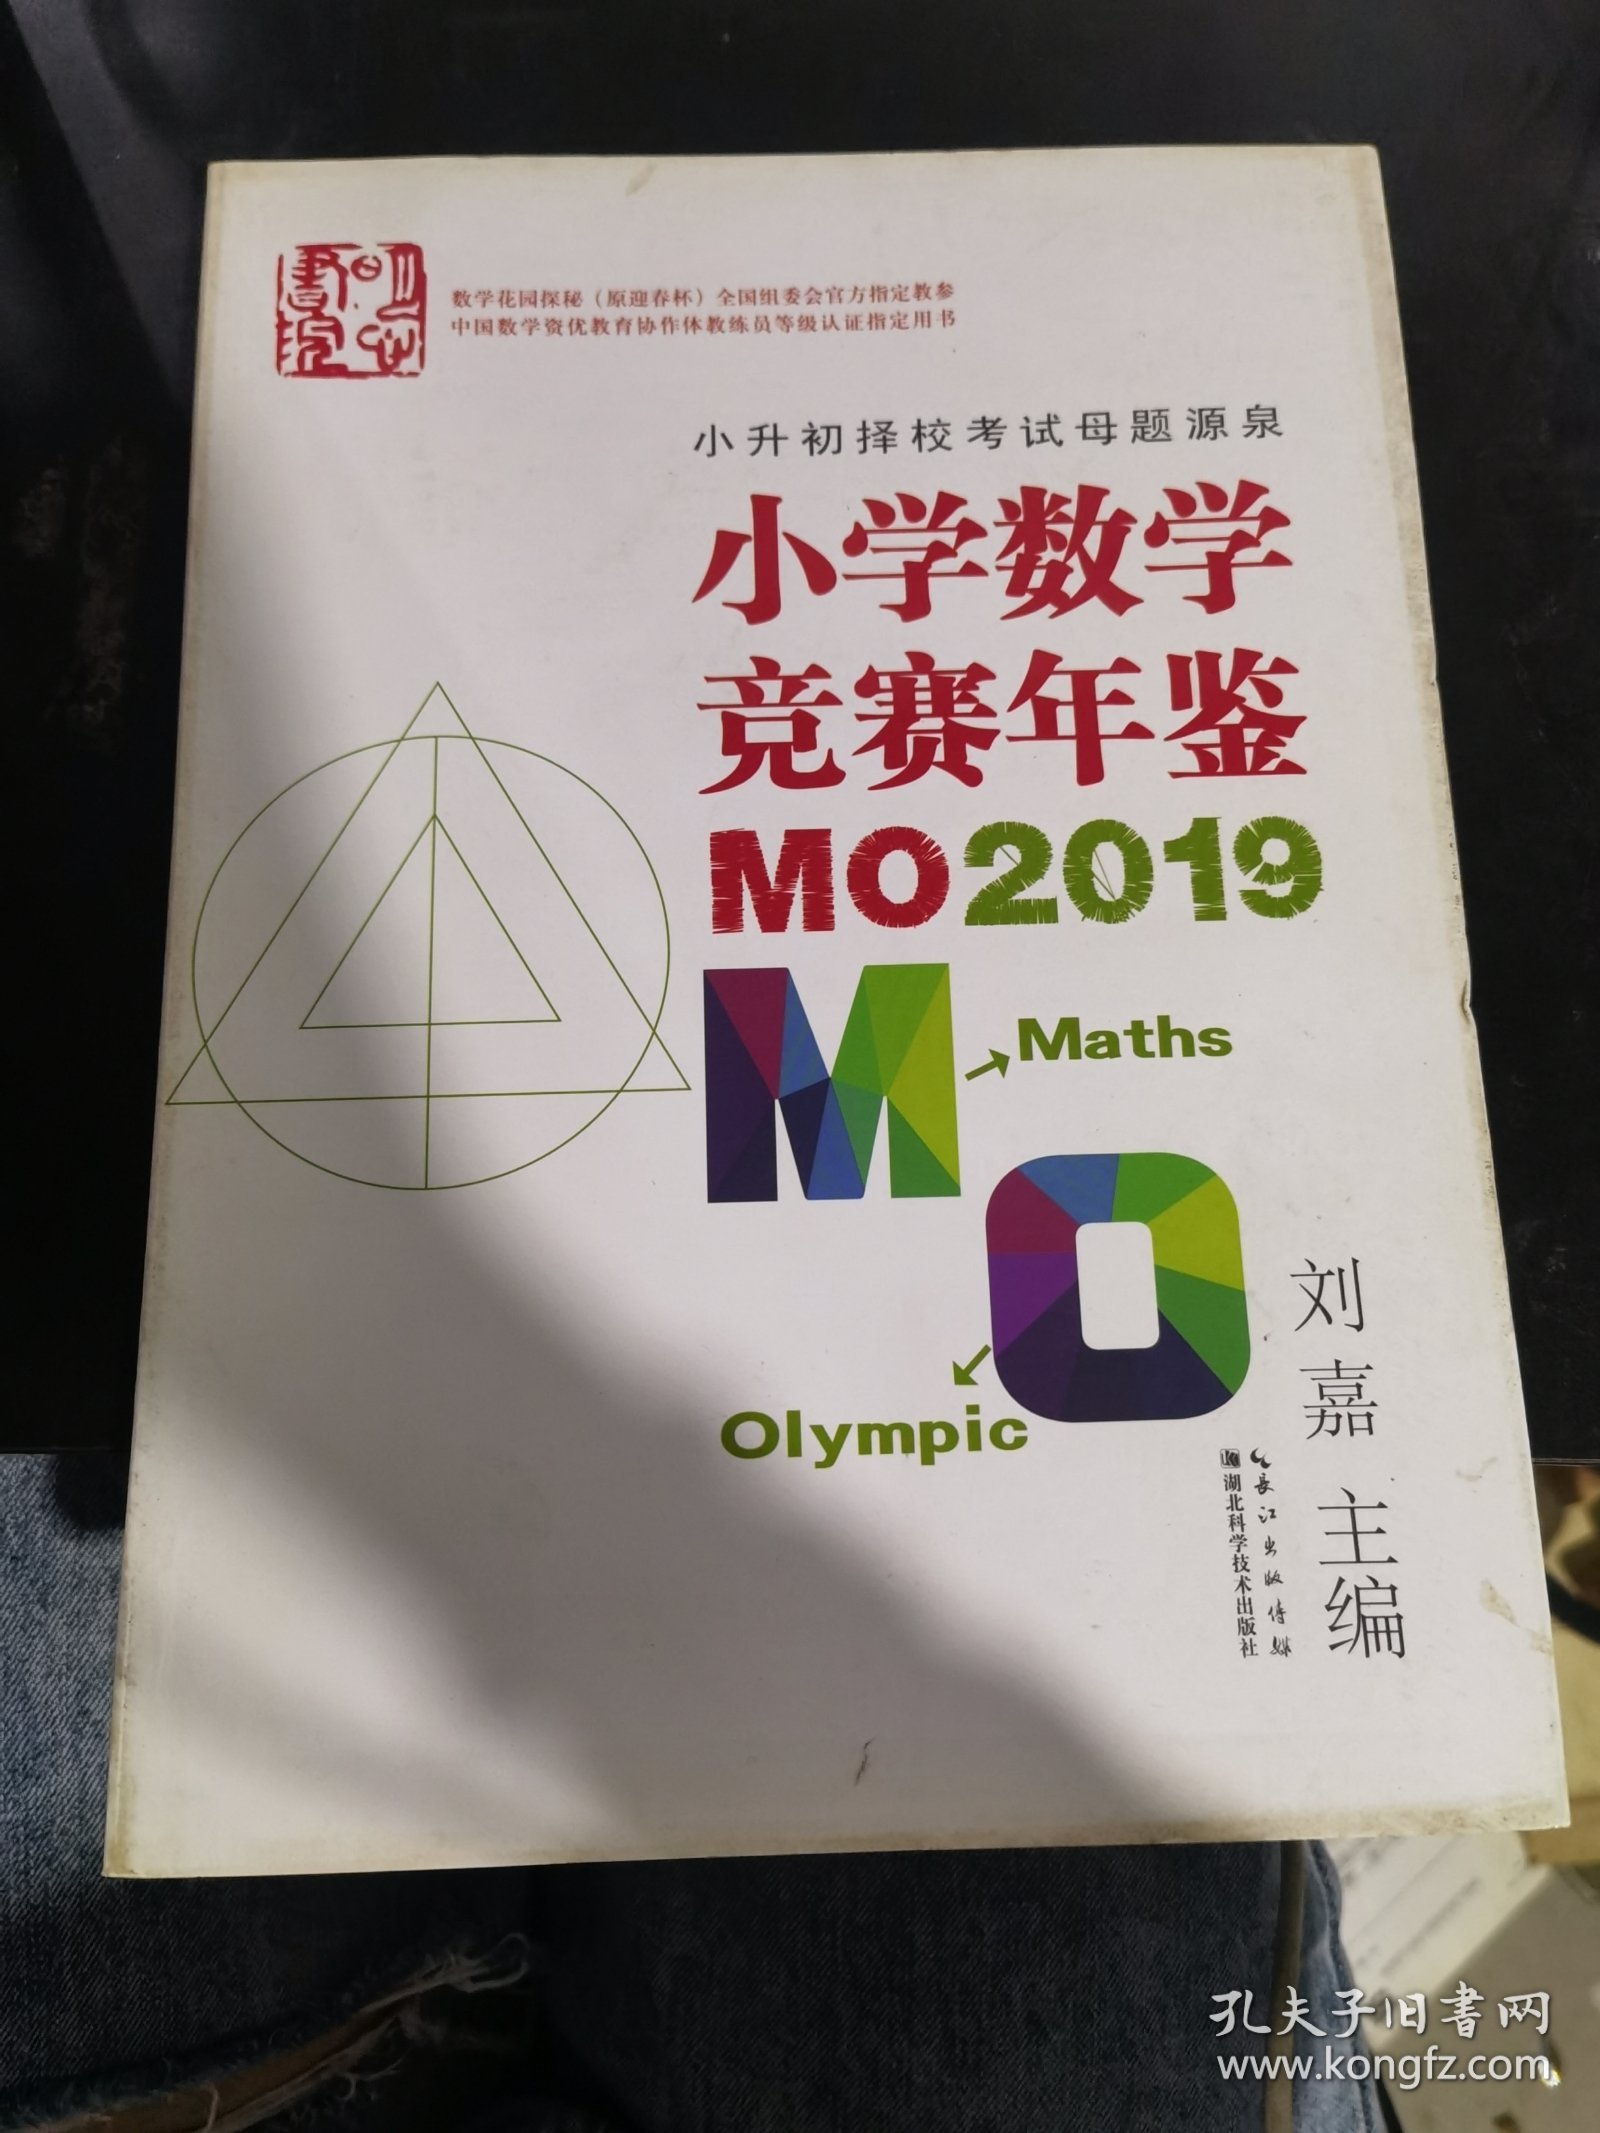 明心
書院
数学花园探秘（原迎春杯）全国组委会官方指定教参
中国数学资优教育协作体教练员等级认证指定用书
小升初择校考试母题源泉
小学数学
竞赛年鉴
MO2019
M
Maths
O
Olympic
刘嘉 主编
长江出版传媒
K 湖北科学技术出版社
孔夫子旧书网
www.kongfz.com